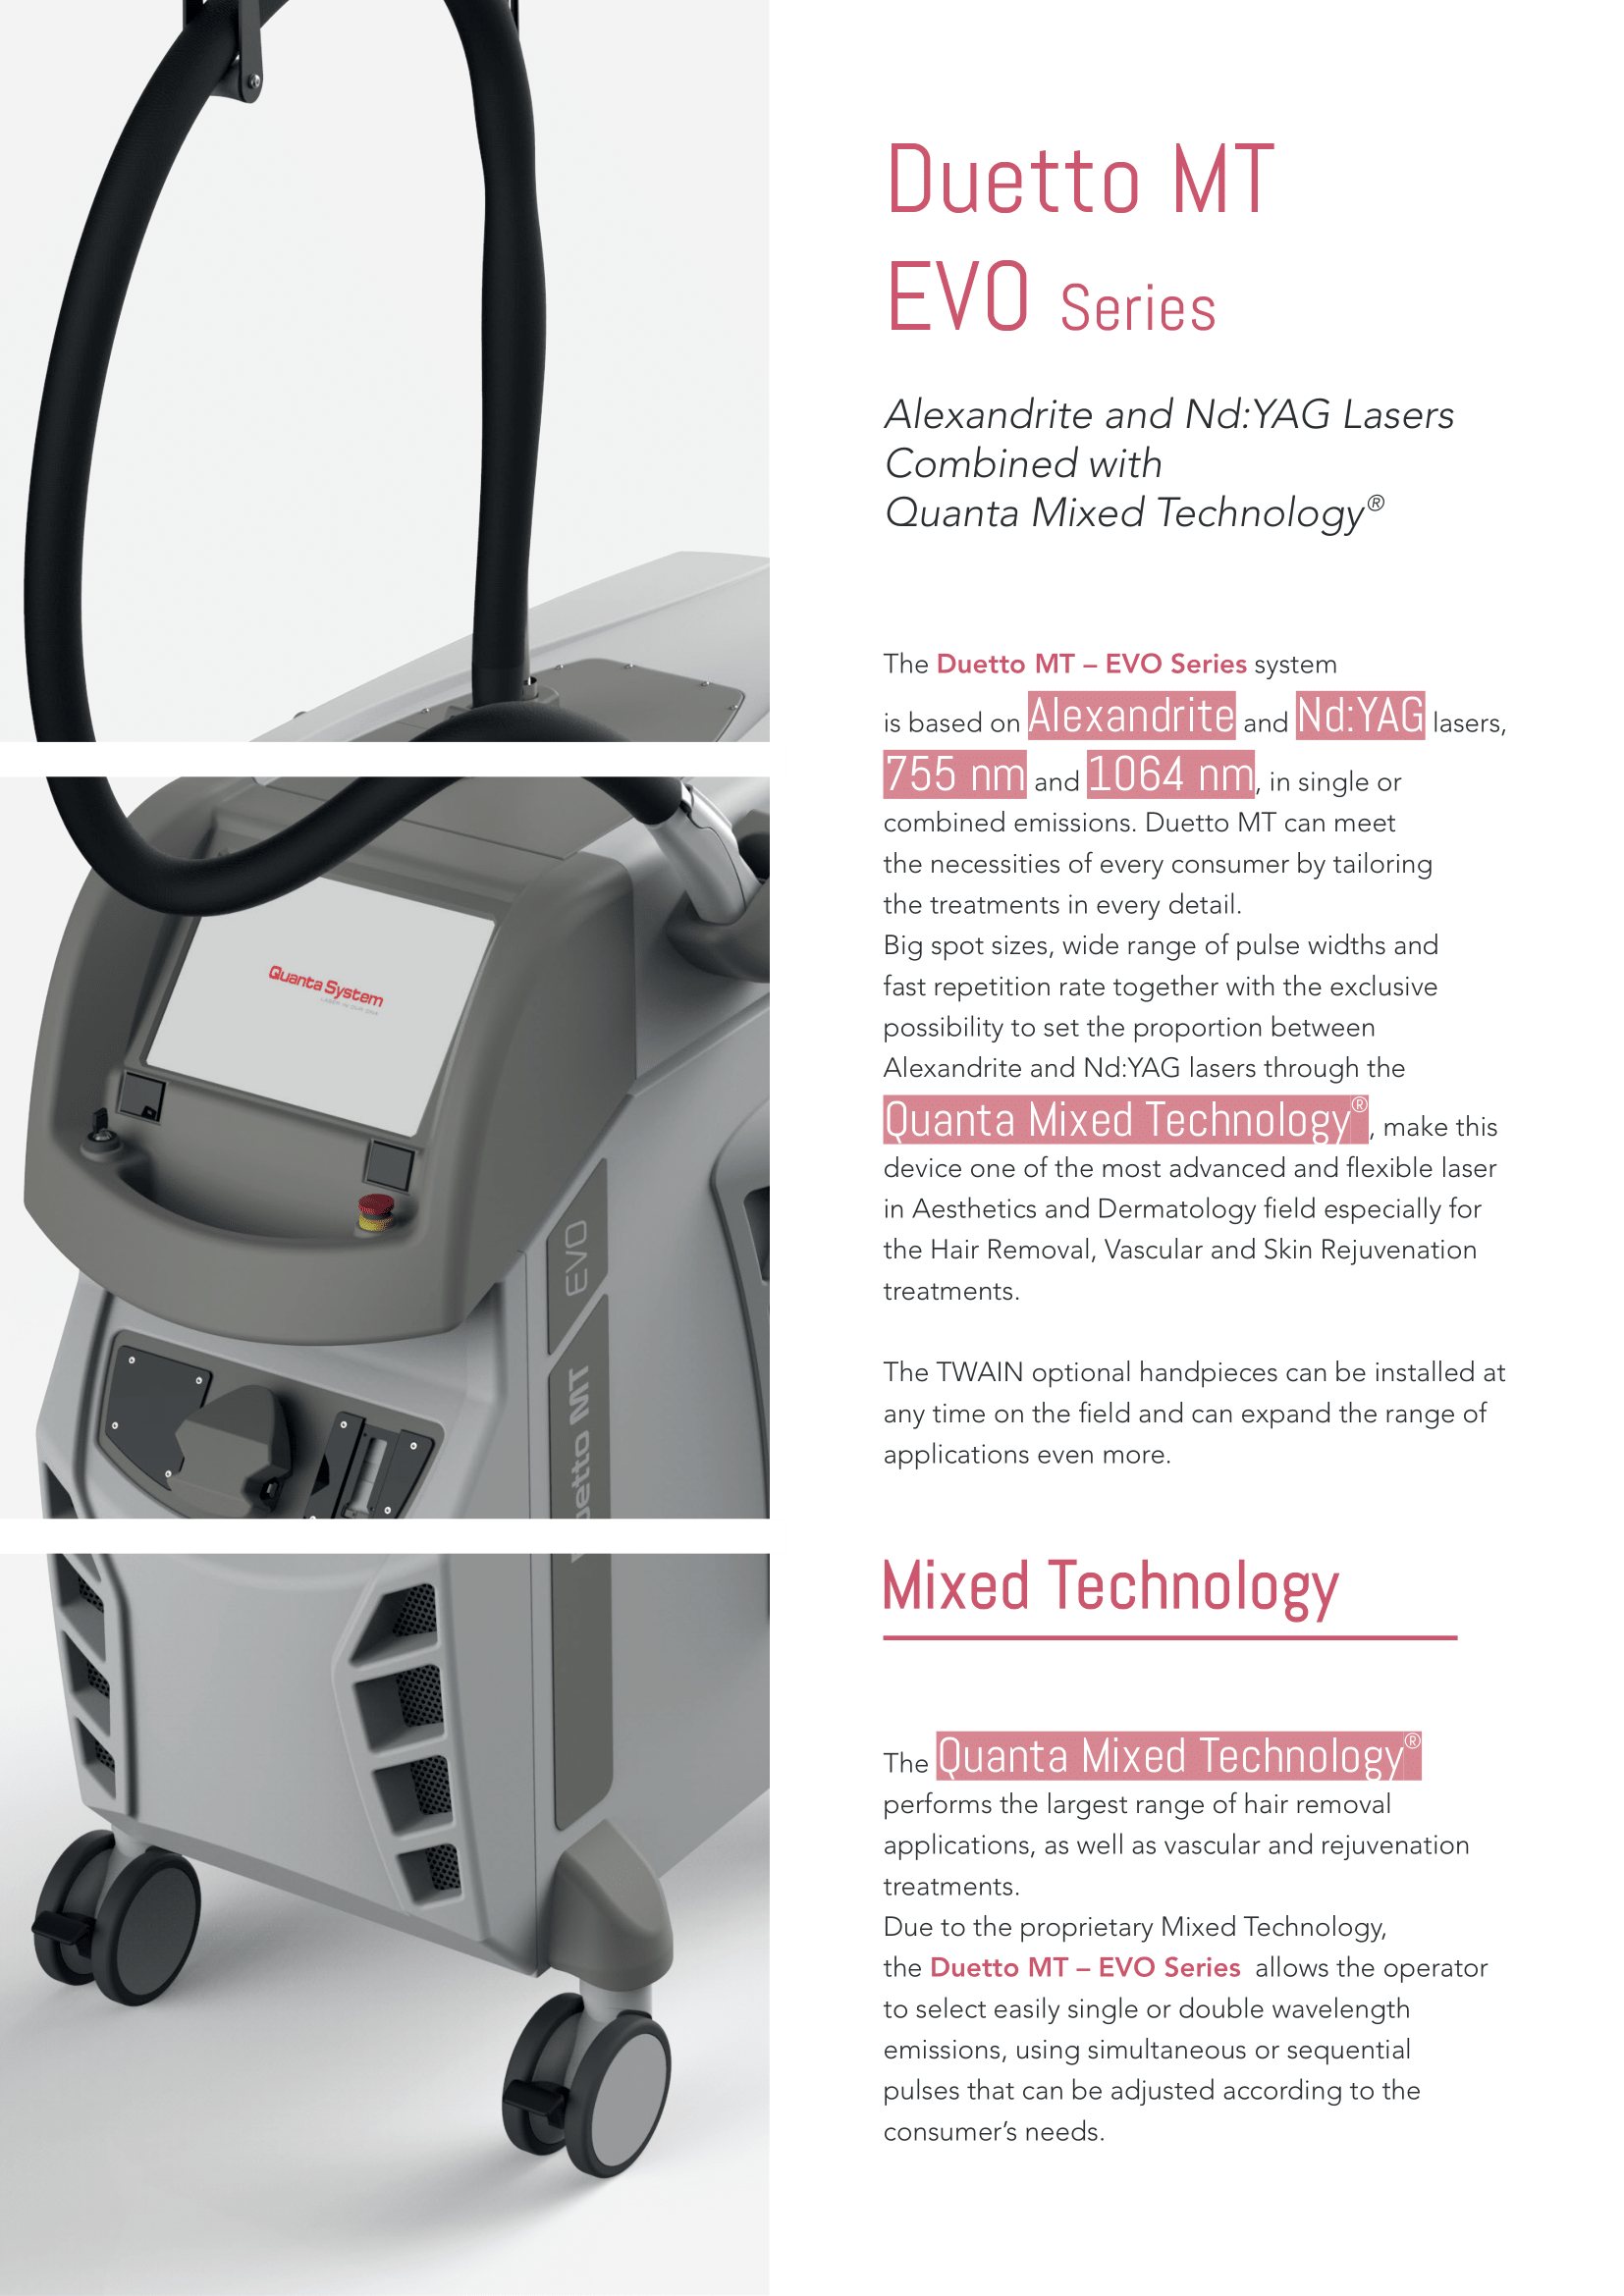 Duetto MT
EVO Series
Alexandrite and Nd:YAG Lasers
Combined with
Quanta Mixed Technology®
The Duetto MT – EVO Series system
is based on Alexandrite and Nd:YAG lasers,
755 nm and 1064 nm, in single or
combined emissions. Duetto MT can meet
the necessities of every consumer by tailoring
the treatments in every detail.
Big spot sizes, wide range of pulse widths and
fast repetition rate together with the exclusive
possibility to set the proportion between
Alexandrite and Nd:YAG lasers through the
Quanta Mixed Technology®, make this
device one of the most advanced and flexible laser
in Aesthetics and Dermatology field especially for
the Hair Removal, Vascular and Skin Rejuvenation
treatments.
The TWAIN optional handpieces can be installed at
any time on the field and can expand the range of
applications even more.
Mixed Technology
The Quanta Mixed Technology®
performs the largest range of hair removal
applications, as well as vascular and rejuvenation
treatments.
Due to the proprietary Mixed Technology,
the Duetto MT – EVO Series allows the operator
to select easily single or double wavelength
emissions, using simultaneous or sequential
pulses that can be adjusted according to the
consumer’s needs.
Quanta System
LASER IN OUR DNA
EVO
Duetto MT